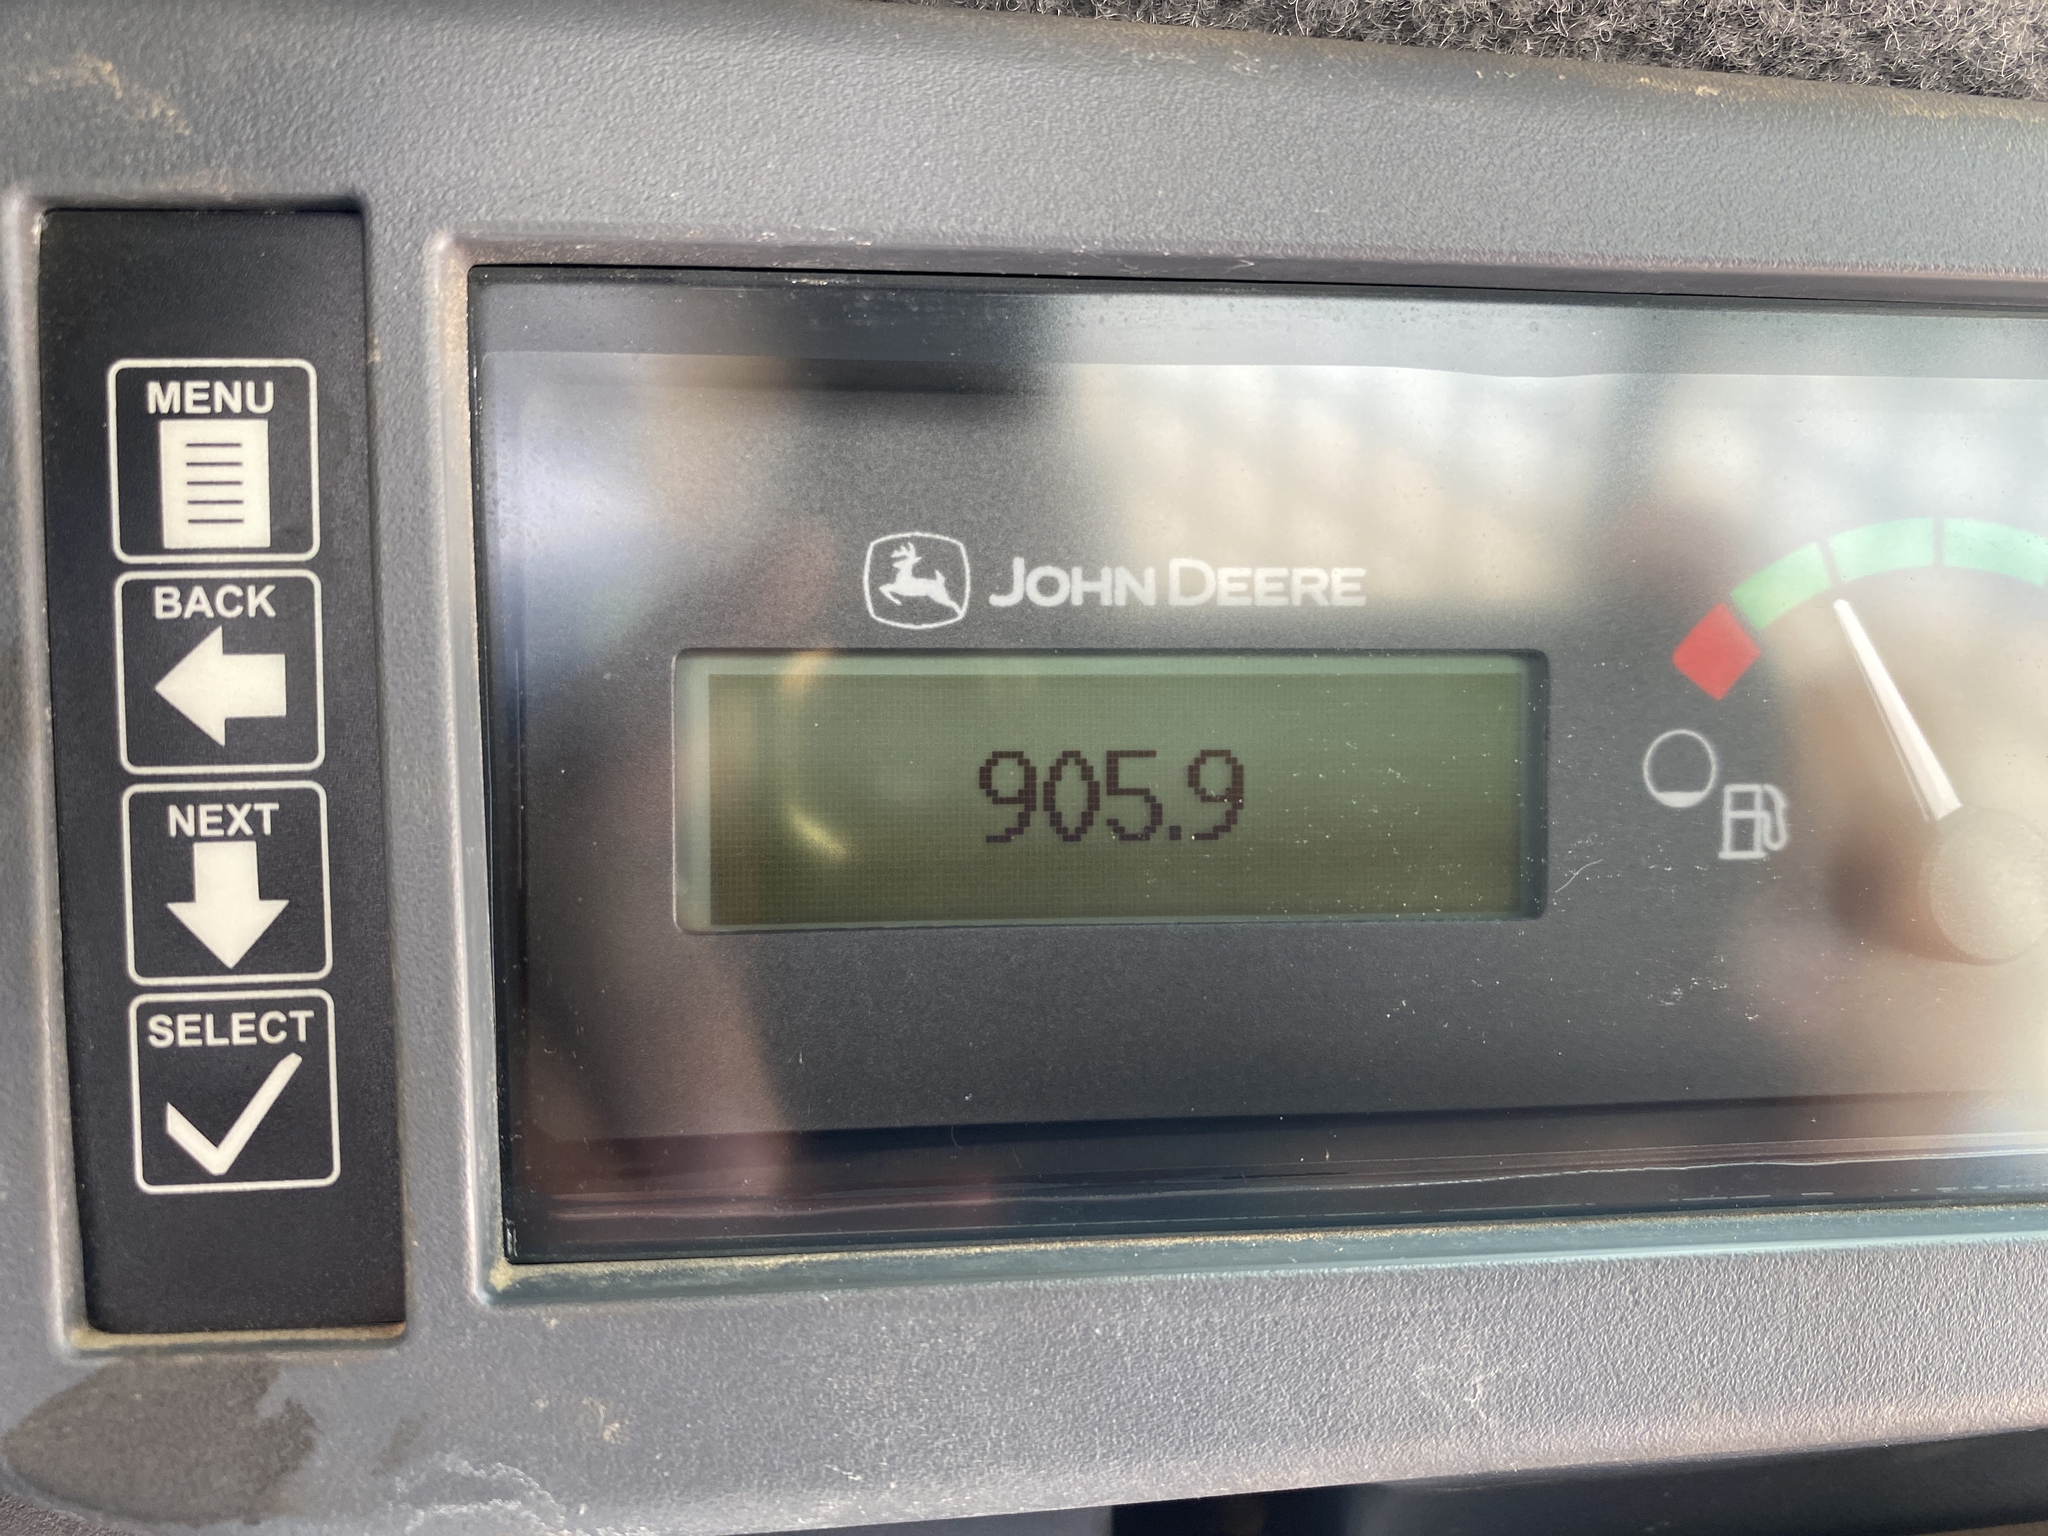 MENU
BACK
NEXT
SELECT
JOHN DEERE
905.9